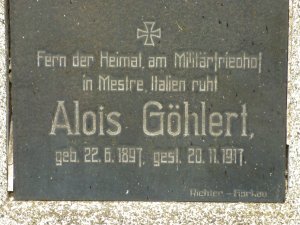 Fern der Heimat, am Militärfriedhof
in Mestre, Italien ruht
Alois Göhlert,
geb. 22.6.1897, gest. 20.11.1917.
Richter - Harkau